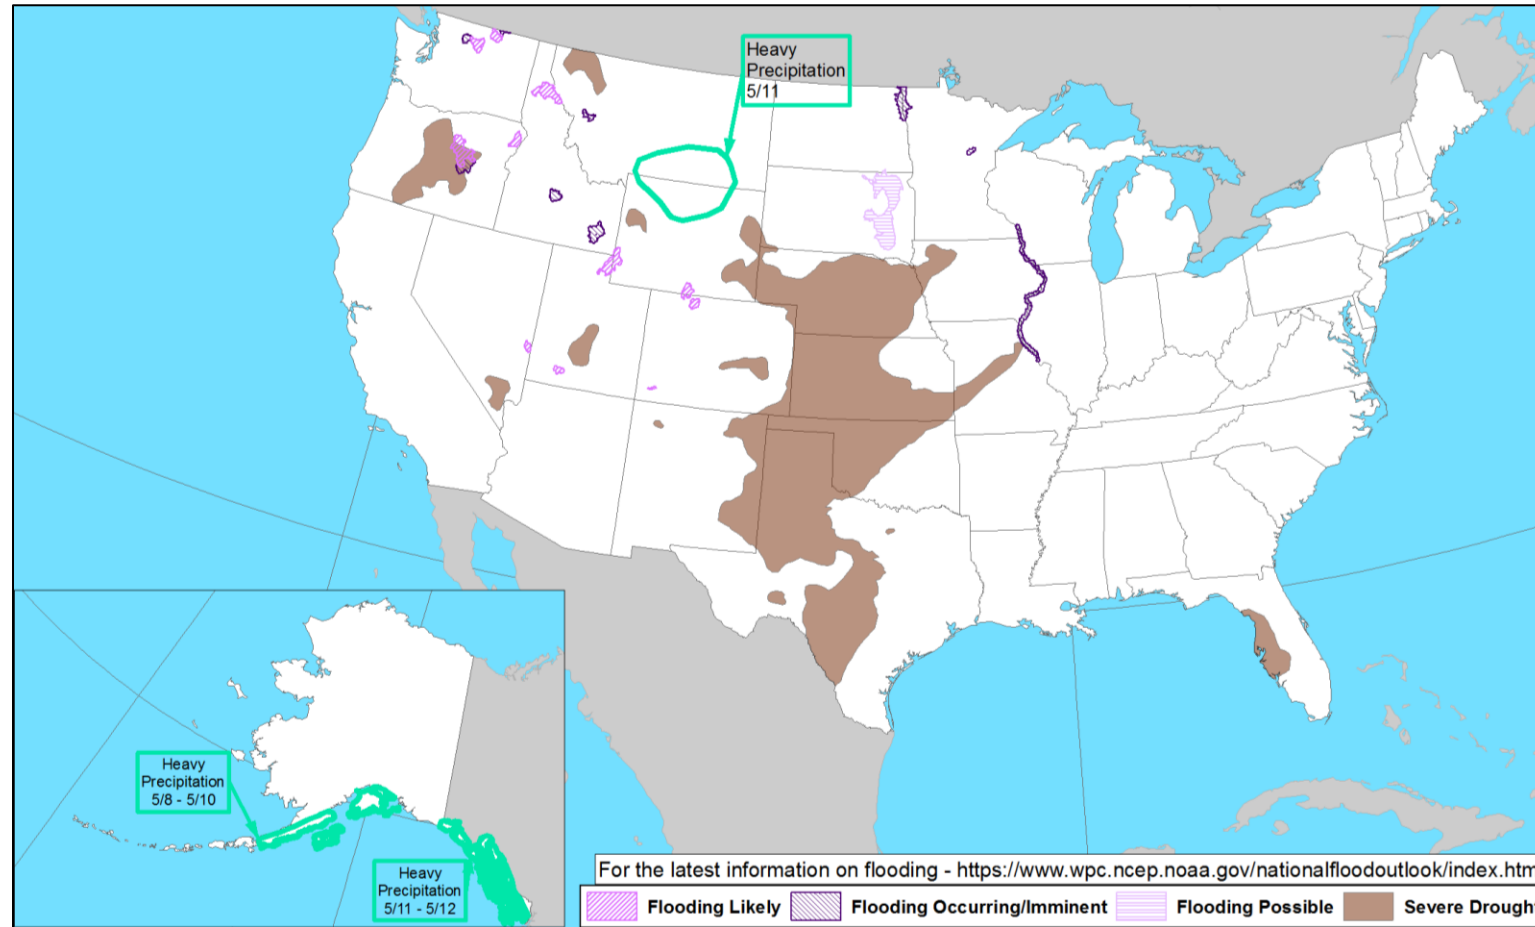 Heavy
Precipitation
5/11
Heavy
Precipitation
5/8 - 5/10
Heavy
Precipitation
5/11 - 5/12
For the latest information on flooding - https://www.wpc.ncep.noaa.gov/nationalfloodoutlook/index.htm
Flooding Likely
Flooding Occurring/Imminent
Flooding Possible
Severe Drought